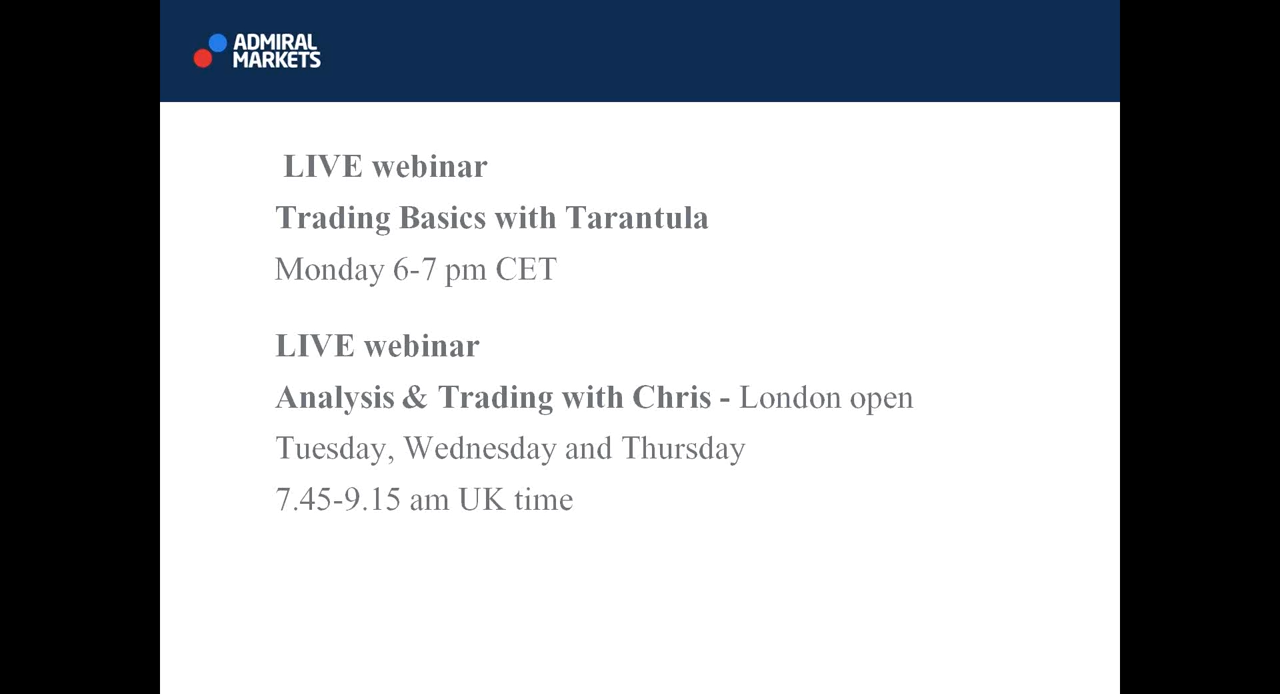 ADMIRAL
MARKETS
LIVE webinar
Trading Basics with Tarantula
Monday 6-7 pm CET
LIVE webinar
Analysis & Trading with Chris - London open
Tuesday, Wednesday and Thursday
7.45-9.15 am UK time